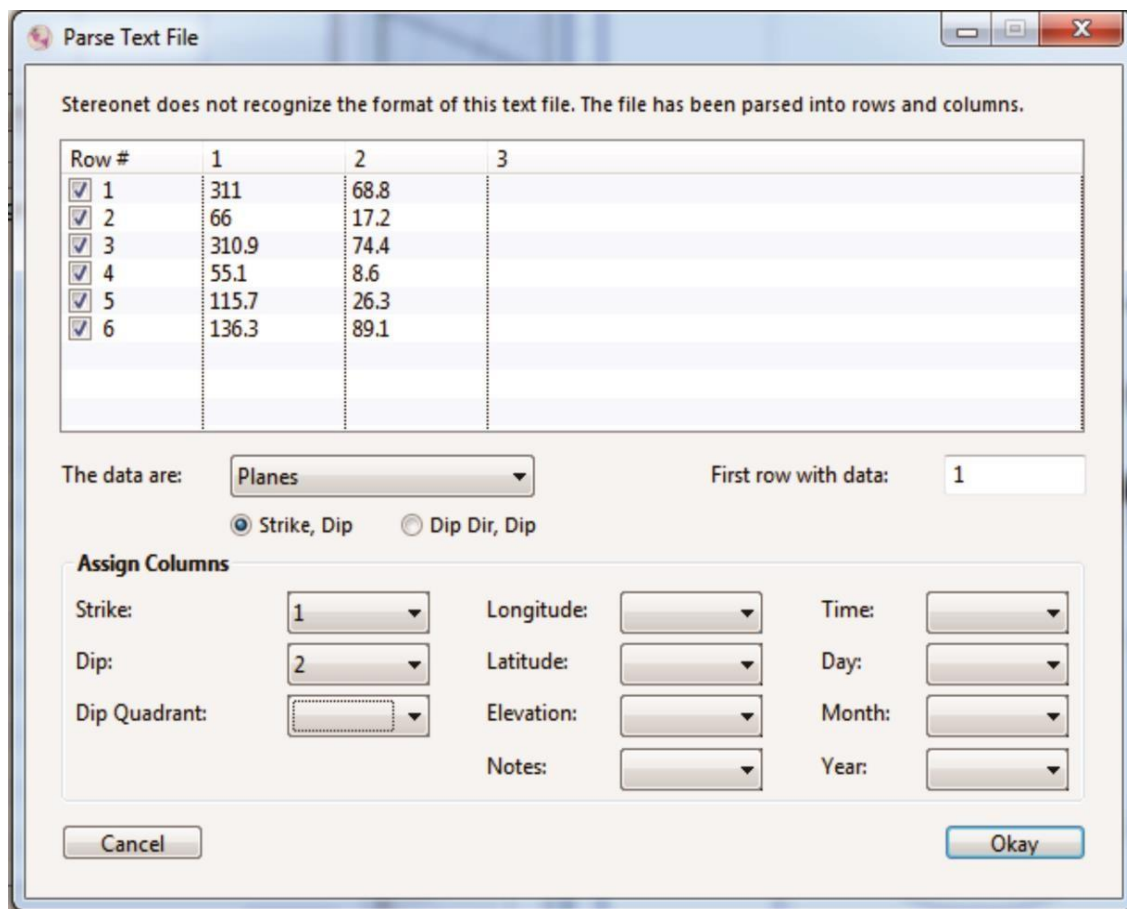 Parse Text File
Stereonet does not recognize the format of this text file. The file has been parsed into rows and columns.
Row # 1 2 3
1 311 68.8
2 66 17.2
3 310.9 74.4
4 55.1 8.6
5 115.7 26.3
6 136.3 89.1
The data are: Planes First row with data: 1
Strike, Dip Dip Dir, Dip
Assign Columns
Strike: 1 Longitude: Time:
Dip: 2 Latitude: Day:
Dip Quadrant: Elevation: Month:
Notes: Year:
Cancel Okay